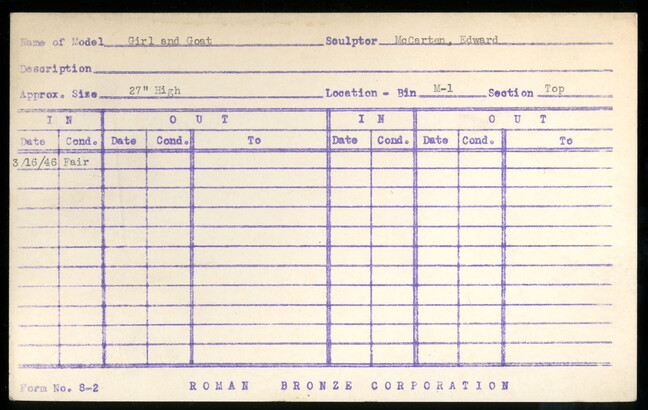 Name of Model Girl and Goat Sculptor McCarten, Edward
Description
Approx. Size 27" High Location - Bin M-1 Section Top
IN OUT IN OUT
Date Cond. Date Cond. To Date Cond. Date Cond. To
3/16/46 Fair
Form No. S-2 ROMAN BRONZE CORPORATION